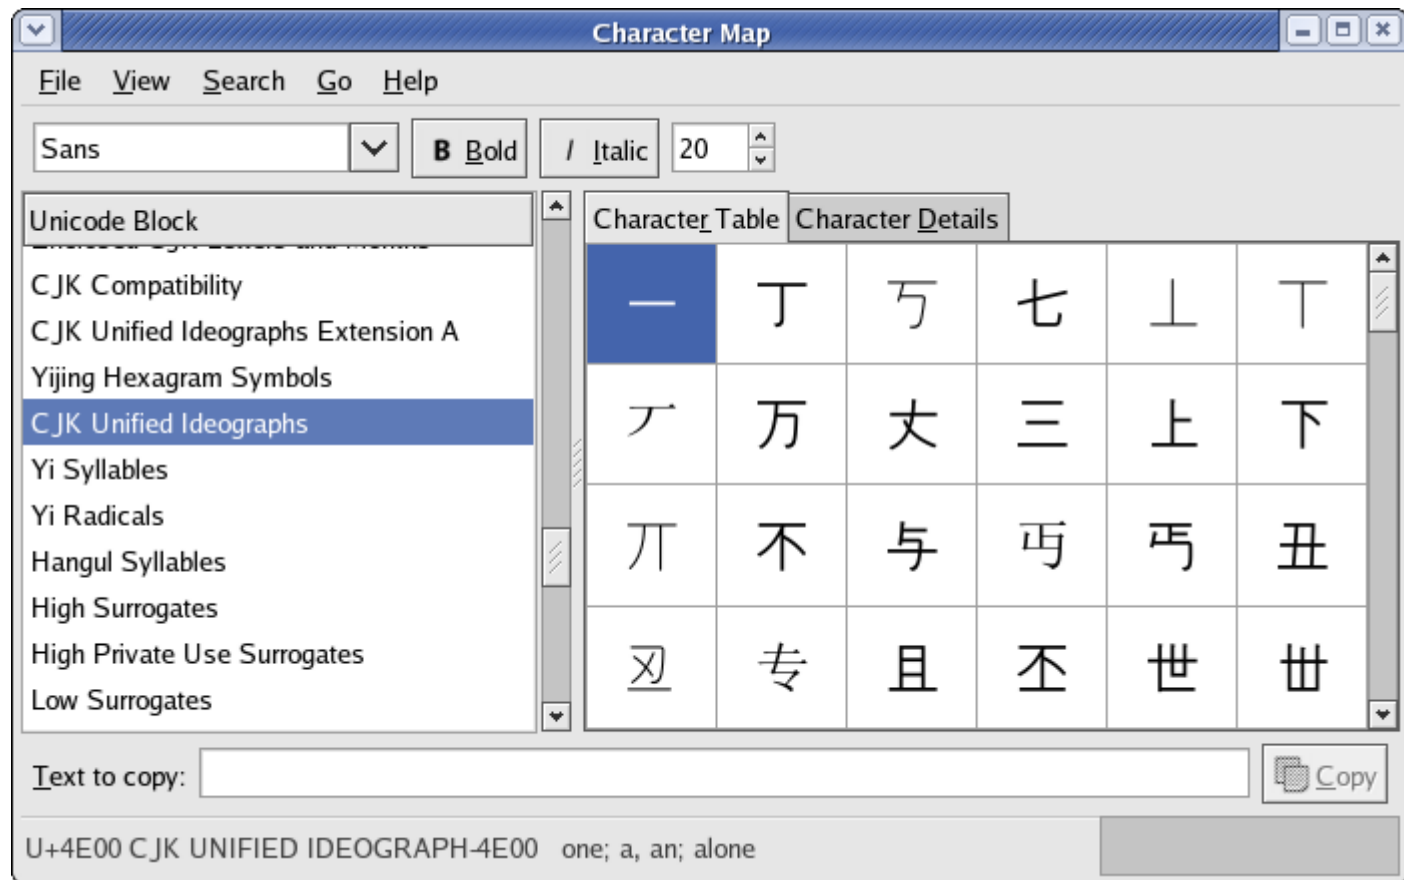 Character Map
File View Search Go Help
Sans B Bold I Italic 20
Unicode Block
CJK Compatibility
CJK Unified Ideographs Extension A
Yijing Hexagram Symbols
CJK Unified Ideographs
Yi Syllables
Yi Radicals
Hangul Syllables
High Surrogates
High Private Use Surrogates
Low Surrogates
Character Table Character Details
一 丁 丂 七 丄 丅
丆 万 丈 三 上 下
丌 不 与 丏 丐 丑
丒 专 且 丕 世 丗
Text to copy: Copy
U+4E00 CJK UNIFIED IDEOGRAPH-4E00 one; a, an; alone